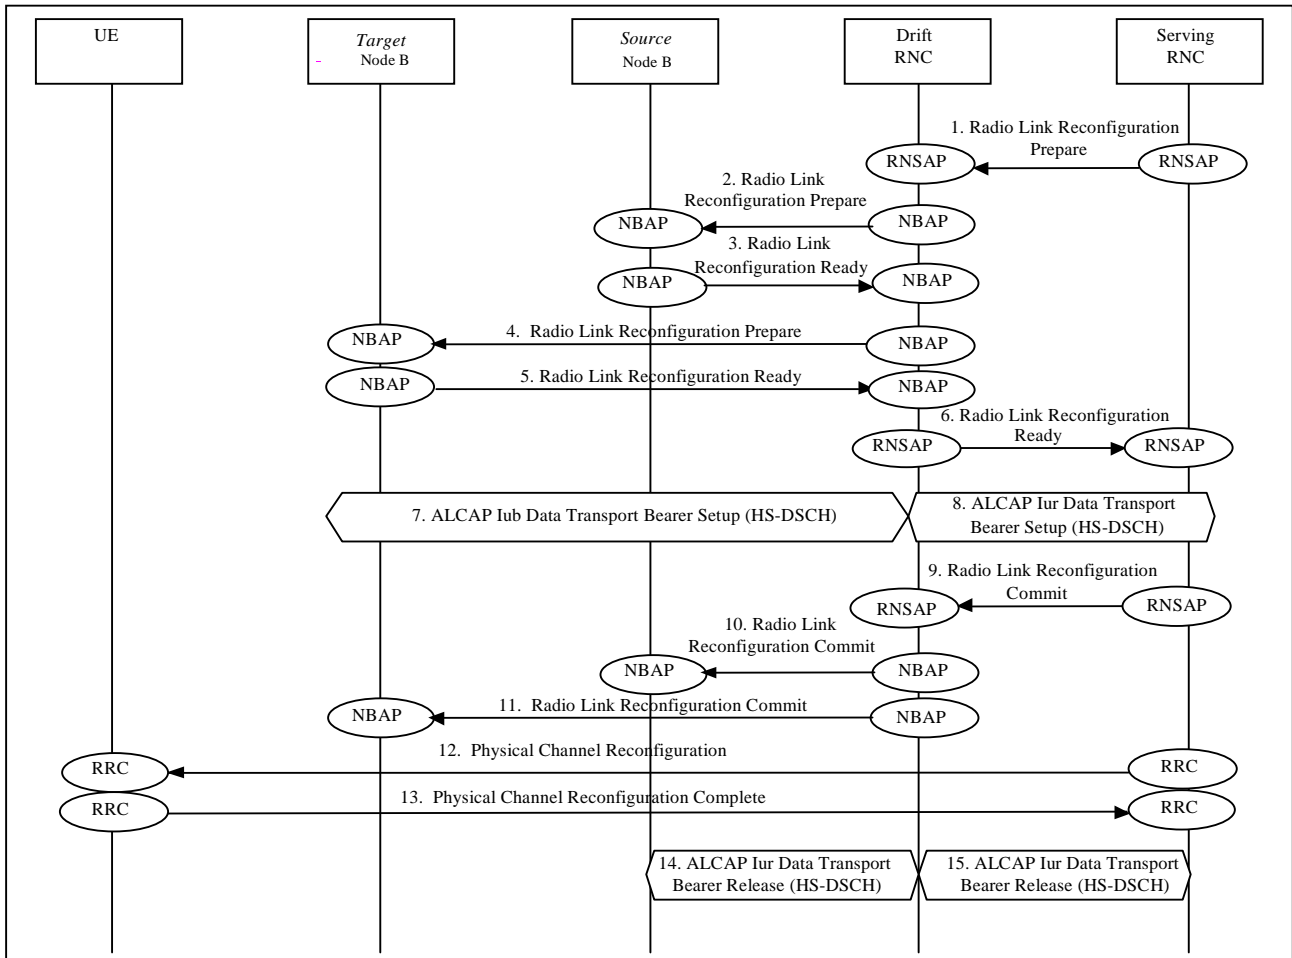 UE
Target
Node B
Source
Node B
Drift
RNC
Serving
RNC
1. Radio Link Reconfiguration
Prepare
RNSAP
RNSAP
2. Radio Link
Reconfiguration Prepare
NBAP
NBAP
3. Radio Link
Reconfiguration Ready
NBAP
NBAP
4. Radio Link Reconfiguration Prepare
NBAP
NBAP
5. Radio Link Reconfiguration Ready
NBAP
NBAP
6. Radio Link Reconfiguration
Ready
RNSAP
RNSAP
7. ALCAP Iub Data Transport Bearer Setup (HS-DSCH)
8. ALCAP Iur Data Transport
Bearer Setup (HS-DSCH)
9. Radio Link Reconfiguration
Commit
RNSAP
RNSAP
10. Radio Link
Reconfiguration Commit
NBAP
NBAP
11. Radio Link Reconfiguration Commit
NBAP
NBAP
12. Physical Channel Reconfiguration
RRC
RRC
13. Physical Channel Reconfiguration Complete
RRC
RRC
14. ALCAP Iur Data Transport
Bearer Release (HS-DSCH)
15. ALCAP Iur Data Transport
Bearer Release (HS-DSCH)